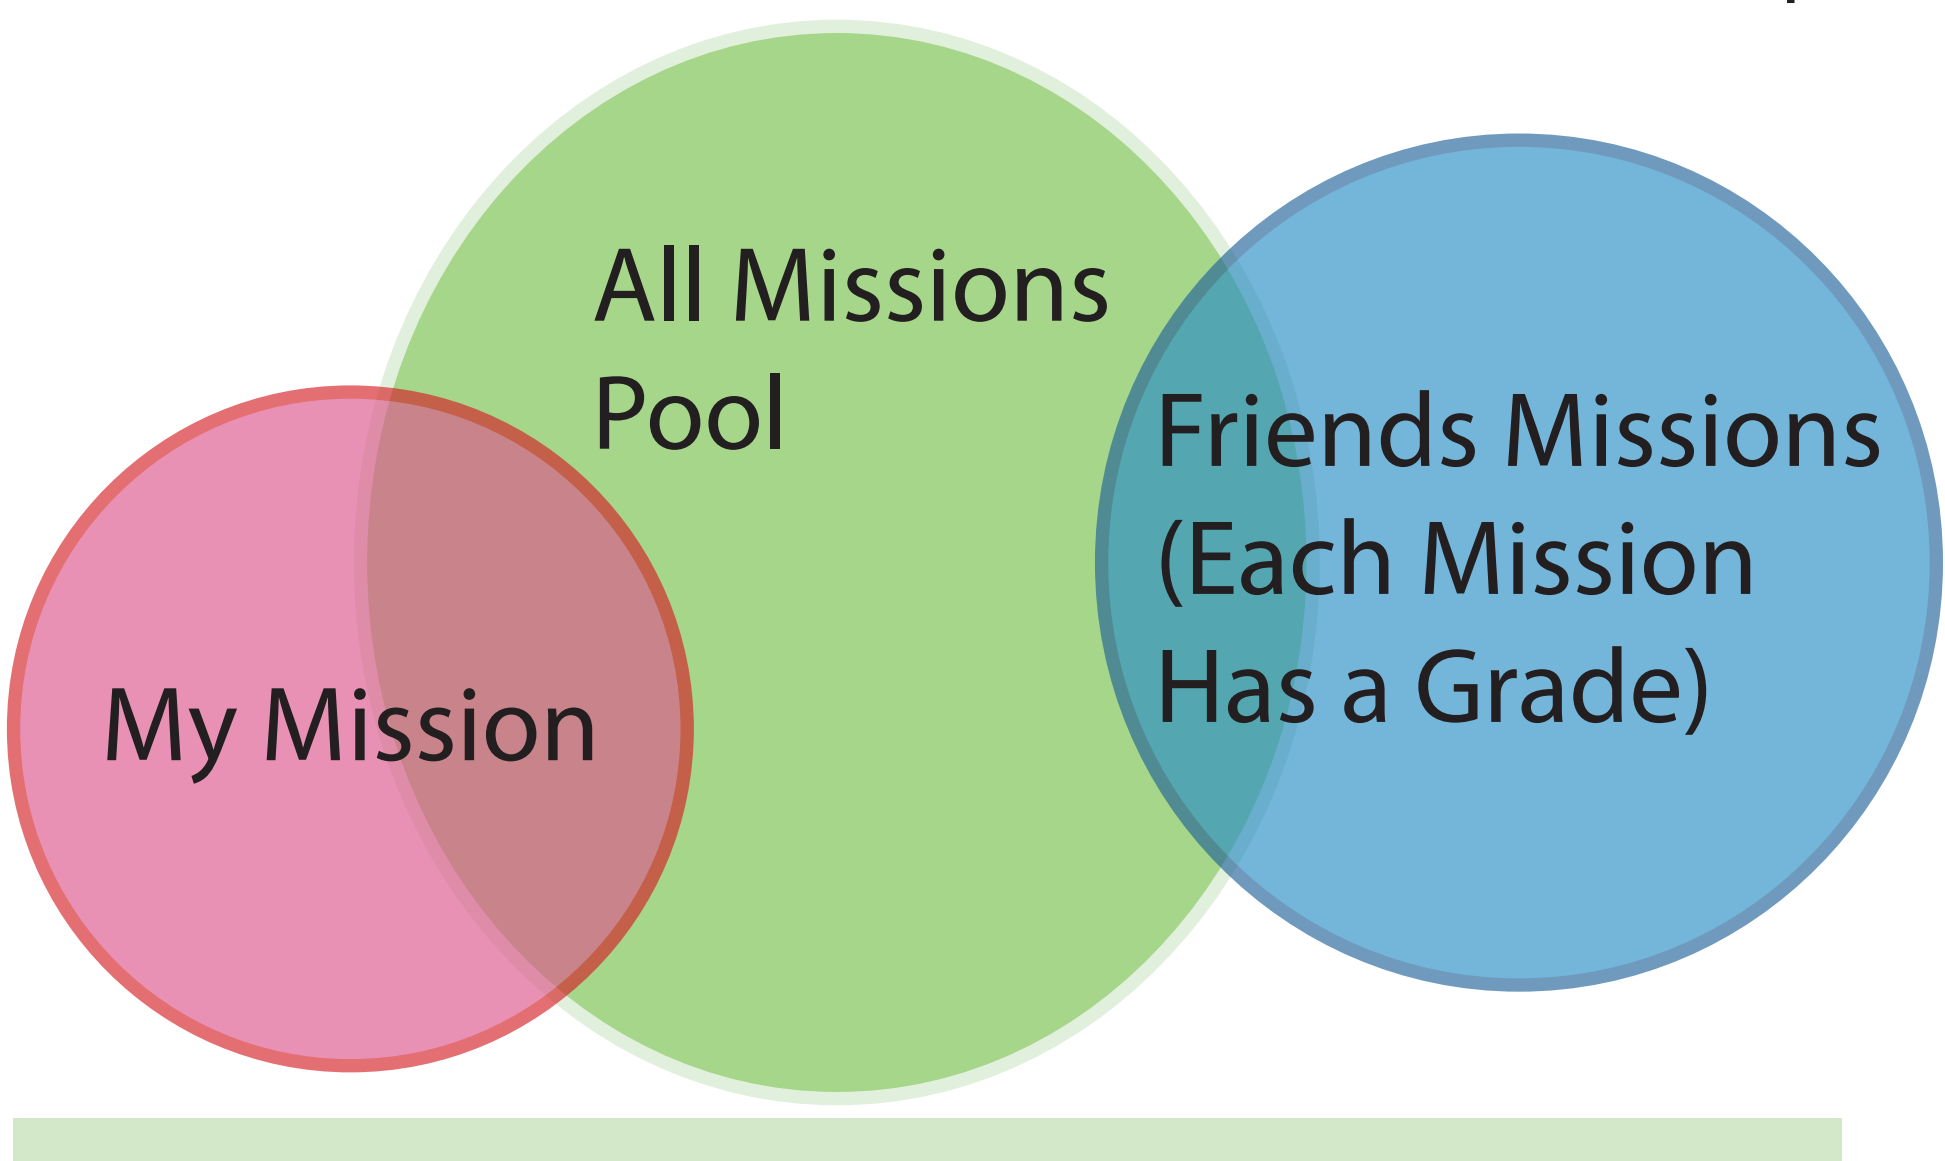 All Missions
Pool
Friends Missions
(Each Mission
Has a Grade)
My Mission